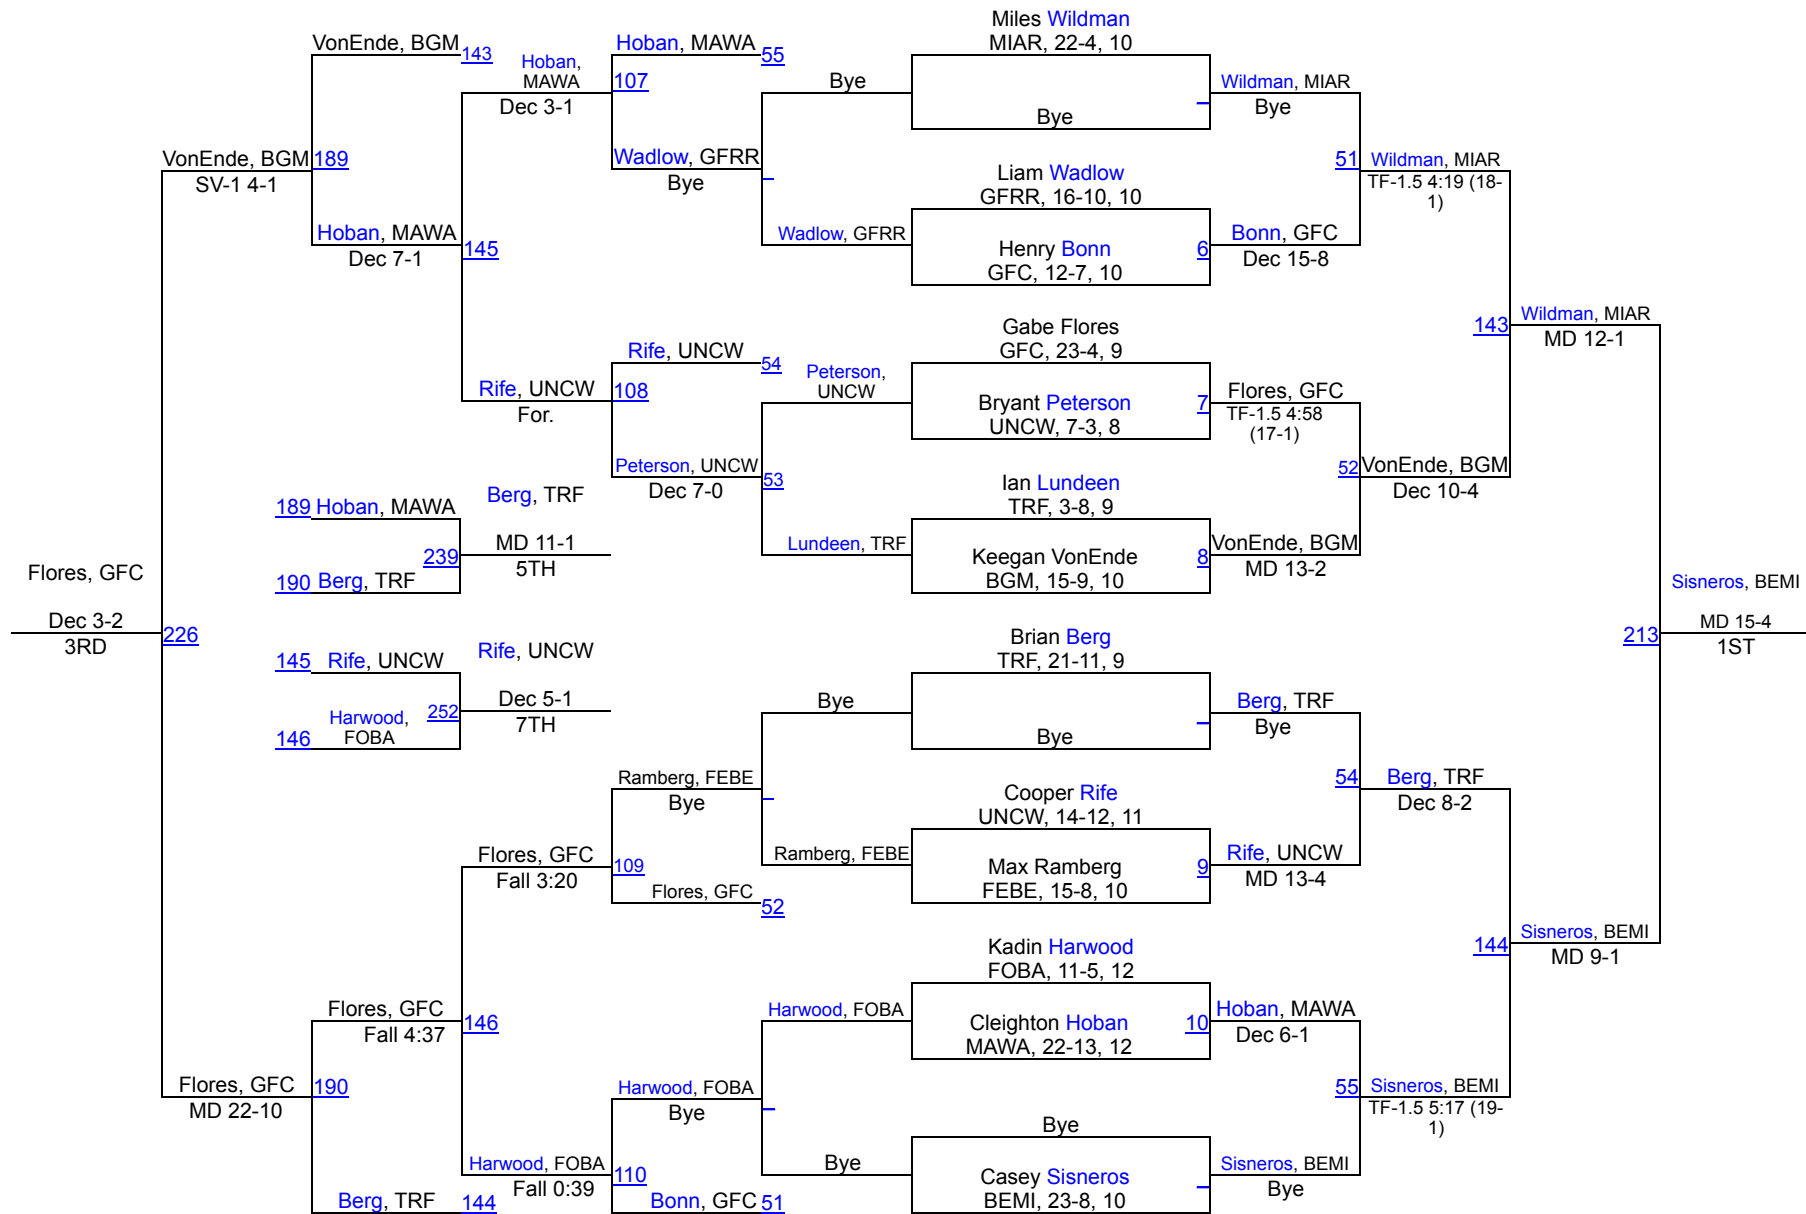 Miles Wildman
MIAR, 22-4, 10
Bye
Liam Wadlow
GFRR, 16-10, 10
Henry Bonn
GFC, 12-7, 10
6
Gabe Flores
GFC, 23-4, 9
Bryant Peterson
UNCW, 7-3, 8
7
Ian Lundeen
TRF, 3-8, 9
Keegan VonEnde
BGM, 15-9, 10
8
Brian Berg
TRF, 21-11, 9
Bye
Cooper Rife
UNCW, 14-12, 11
Max Ramberg
FEBE, 15-8, 10
9
Kadin Harwood
FOBA, 11-5, 12
Cleighton Hoban
MAWA, 22-13, 12
10
Bye
Casey Sisneros
BEMI, 23-8, 10
Wildman, MIAR
Bye
51
Bonn, GFC
Dec 15-8
Flores, GFC
TF-1.5 4:58
(17-1)
52
VonEnde, BGM
MD 13-2
Berg, TRF
Bye
54
Rife, UNCW
MD 13-4
Hoban, MAWA
Dec 6-1
55
Sisneros, BEMI
Bye
Wildman, MIAR
TF-1.5 4:19 (18-
1)
143
VonEnde, BGM
Dec 10-4
Berg, TRF
Dec 8-2
144
Sisneros, BEMI
TF-1.5 5:17 (19-
1)
Wildman, MIAR
MD 12-1
213
Sisneros, BEMI
MD 9-1
Sisneros, BEMI
MD 15-4
1ST
Bye
Wadlow, GFRR
Peterson,
UNCW
53
Lundeen, TRF
Bye
Ramberg, FEBE
Harwood, FOBA
Bye
Hoban, MAWA
55
107
Wadlow, GFRR
Bye
Rife, UNCW
54
108
Peterson, UNCW
Dec 7-0
Ramberg, FEBE
Bye
109
Flores, GFC
52
Harwood, FOBA
Bye
110
Bonn, GFC
51
Hoban,
MAWA
Dec 3-1
145
Rife, UNCW
For.
Flores, GFC
Fall 3:20
146
Harwood, FOBA
Fall 0:39
VonEnde, BGM
143
189
Hoban, MAWA
Dec 7-1
Flores, GFC
Fall 4:37
190
Berg, TRF
144
VonEnde, BGM
SV-1 4-1
226
Flores, GFC
MD 22-10
Flores, GFC
Dec 3-2
3RD
189
Hoban, MAWA
239
190
Berg, TRF
Berg, TRF
MD 11-1
5TH
145
Rife, UNCW
252
146
Harwood,
FOBA
Rife, UNCW
Dec 5-1
7TH